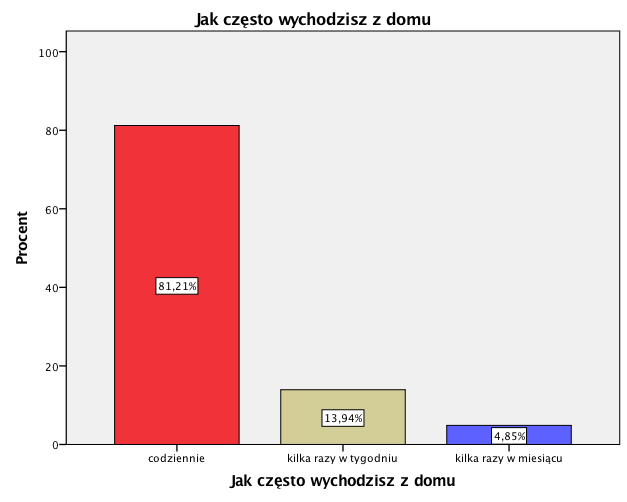 Jak często wychodzisz z domu
Procent
100
80
60
40
20
0
81,21%
13,94%
4,85%
codziennie
kilka razy w tygodniu
kilka razy w miesiącu
Jak często wychodzisz z domu